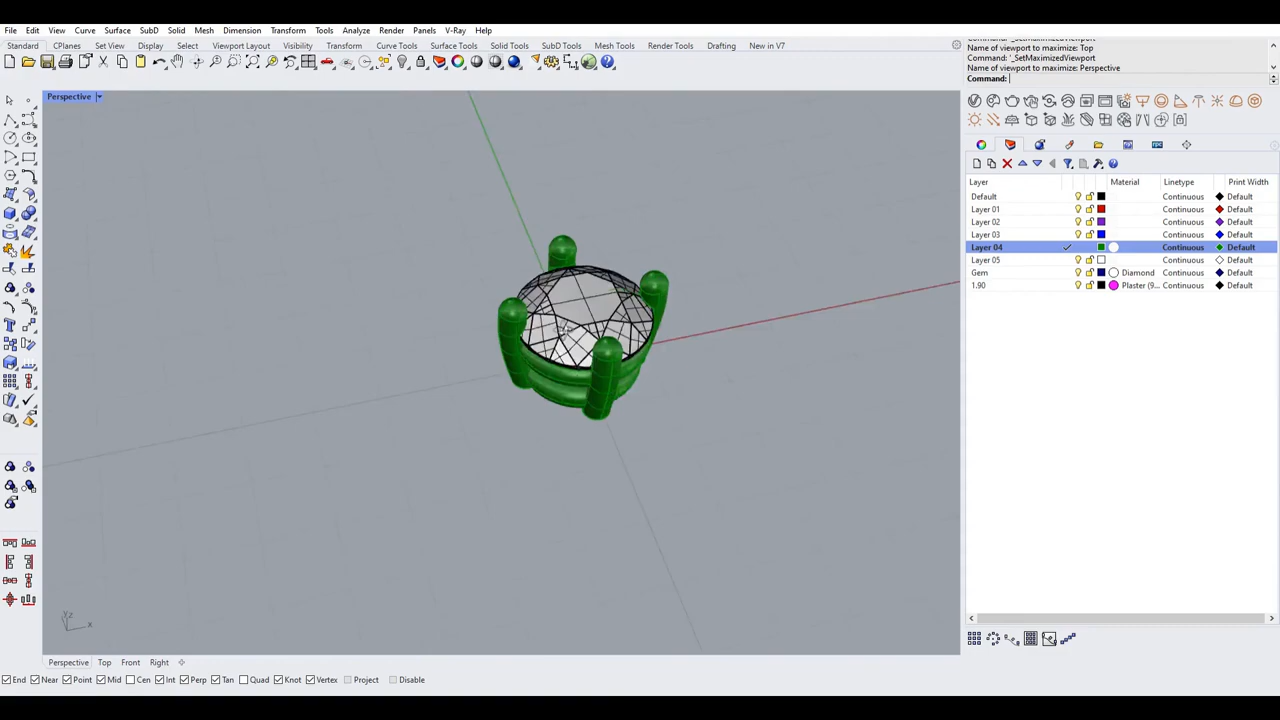 File Edit View Curve Surface SubD Solid Mesh Dimension Transform Tools Analyze Render Panels V-Ray Help
Standard CPlanes Set View Display Select Viewport Layout Visibility Transform Curve Tools Surface Tools Solid Tools SubD Tools Mesh Tools Render Tools Drafting New in V7
Name of viewport to maximize: Top
Command: '_SetMaximizedViewport
Name of viewport to maximize: Perspective
Command:
Perspective
Layer Material Linetype Print Width
Default Continuous Default
Layer 01 Continuous Default
Layer 02 Continuous Default
Layer 03 Continuous Default
Layer 04 Continuous Default
Layer 05 Continuous Default
Gem Diamond Continuous Default
1.90 Plaster (9... Continuous Default
x
Perspective Top Front Right
End Near Point Mid Cen Int Perp Tan Quad Knot Vertex Project Disable